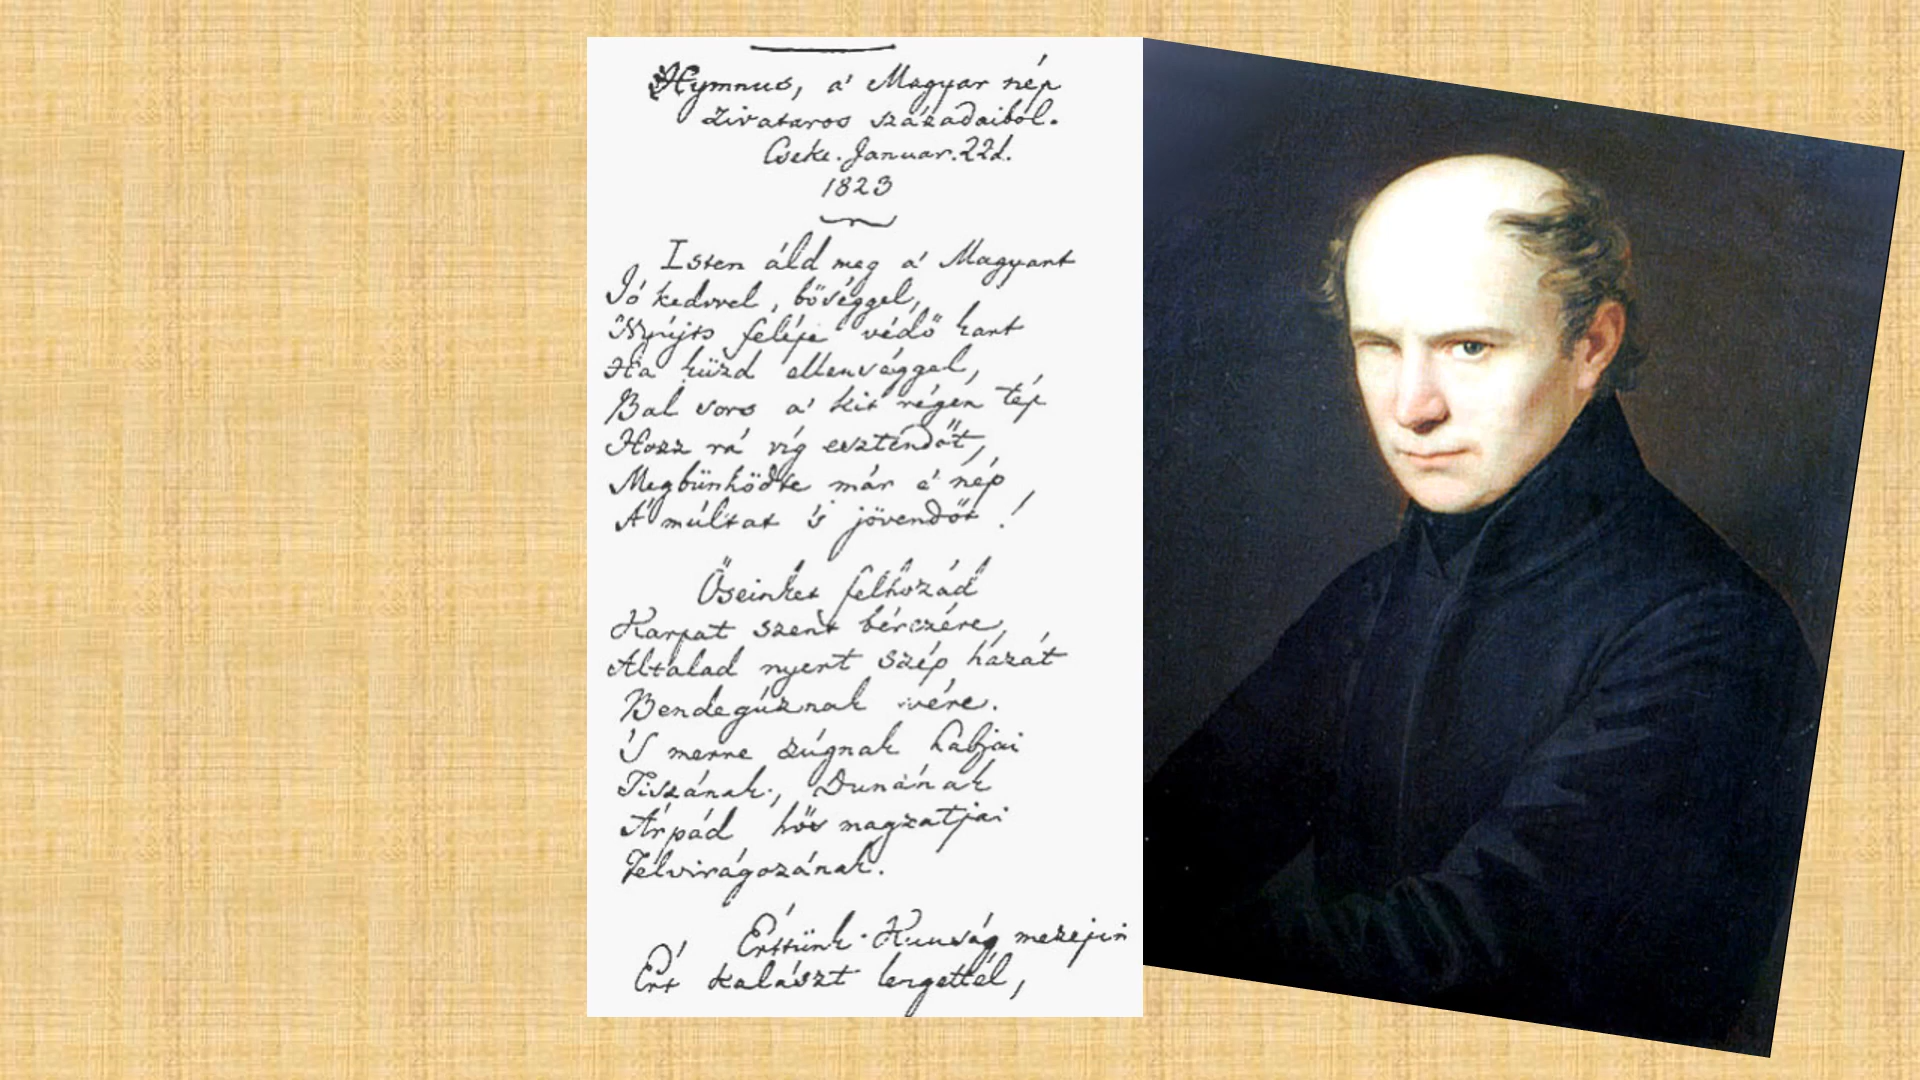 Hymnus, a' Magyar nép
zivataros századaiból.
Cseke. Januar. 22d.
1823
Isten áld meg a' Magyart
Jó kedvvel, bőséggel,
Nyújts feléje védő kart
Ha küzd ellenséggel,
Bal sors a' kit régen tép
Hozz rá víg esztendőt,
Megbünhödte már e' nép
A' múltat 's jövendőt!
Őseinket felhozád
Kárpat szent bérczére
Általad nyert szép hazát
Bendegúznak vére.
'S merre zúgnak habjai
Tiszának, Dunának
Árpád hős magzatjai
Felvirágozának.
Értünk Kunság mezejin
Ért kalászt lengettél,